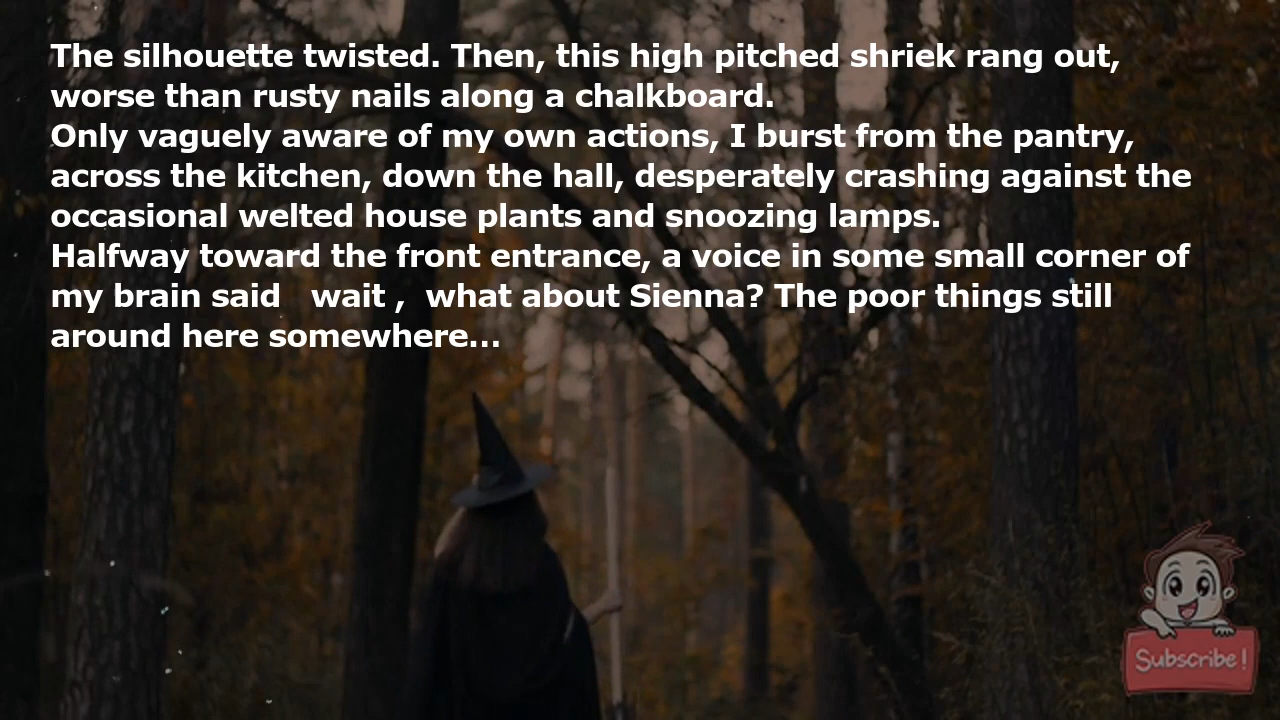 The silhouette twisted. Then, this high pitched shriek rang out,
worse than rusty nails along a chalkboard.
Only vaguely aware of my own actions, I burst from the pantry,
across the kitchen, down the hall, desperately crashing against the
occasional welted house plants and snoozing lamps.
Halfway toward the front entrance, a voice in some small corner of
my brain said   wait ,  what about Sienna? The poor things still
around here somewhere...
Subscribe!